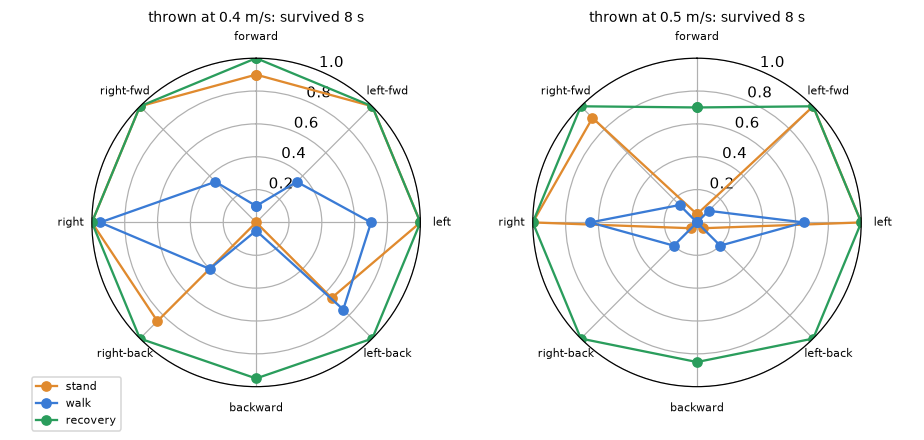 thrown at 0.4 m/s: survived 8 s
forward
1.0
right-fwd
0.8
left-fwd
0.6
0.4
0.2
right
left
right-back
left-back
backward
stand
walk
recovery
thrown at 0.5 m/s: survived 8 s
forward
1.0
right-fwd
0.8
left-fwd
0.6
0.4
0.2
right
left
right-back
left-back
backward